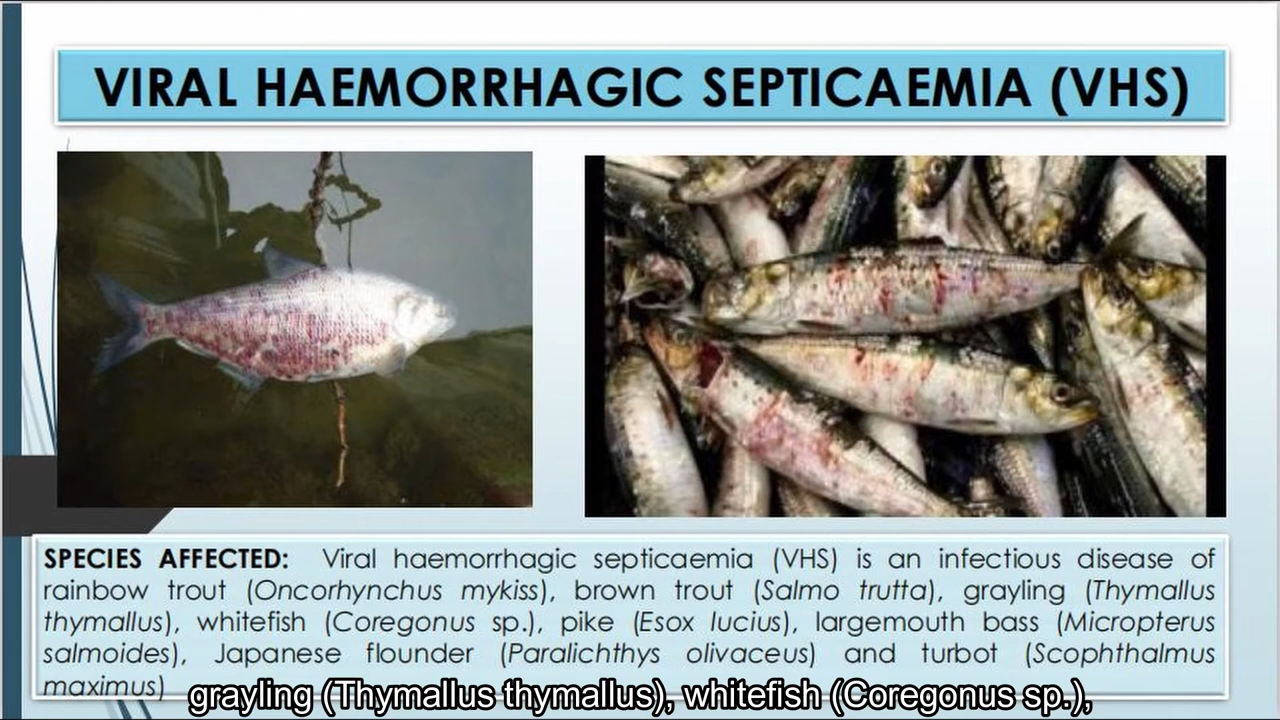 VIRAL HAEMORRHAGIC SEPTICAEMIA (VHS)
SPECIES AFFECTED: Viral haemorrhagic septicaemia (VHS) is an infectious disease of
rainbow trout (Oncorhynchus mykiss), brown trout (Salmo trutta), grayling (Thymallus
thymallus), whitefish (Coregonus sp.), pike (Esox lucius), largemouth bass (Micropterus
salmoides), Japanese flounder (Paralichthys olivaceus) and turbot (Scophthalmus
maximus)
grayling (Thymallus thymallus), whitefish (Coregonus sp.),